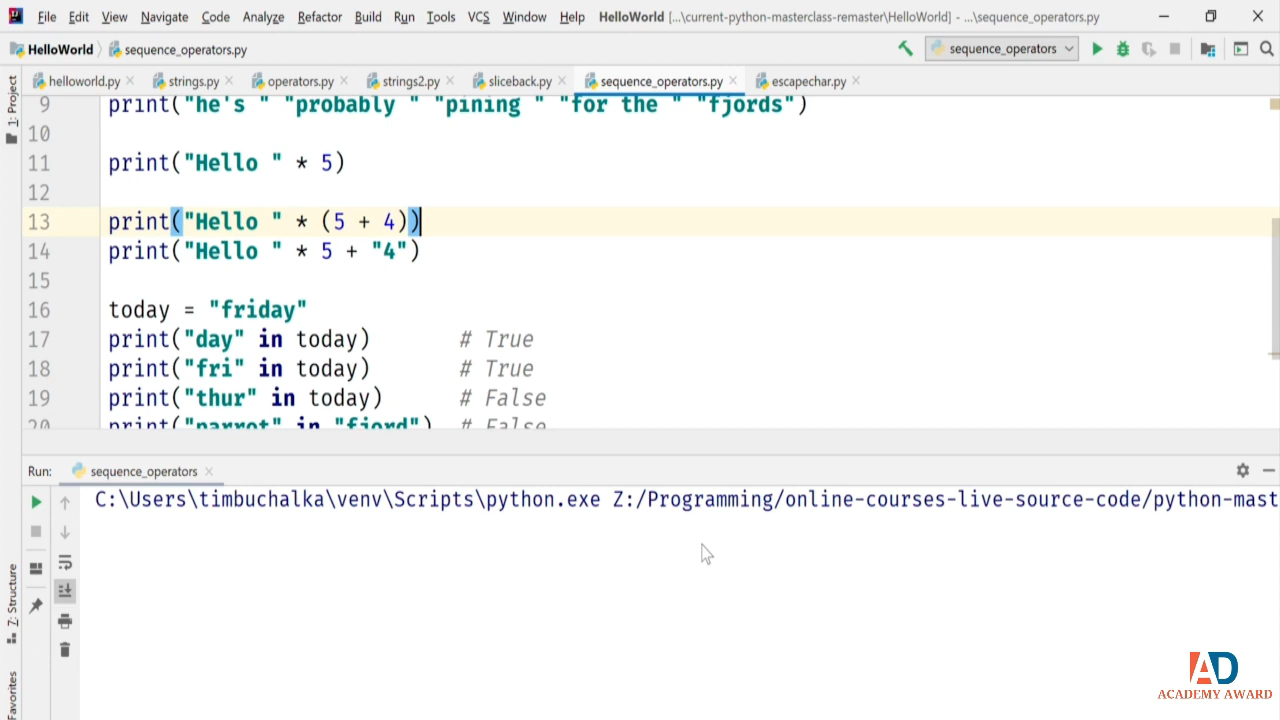 File Edit View Navigate Code Analyze Refactor Build Run Tools VCS Window Help HelloWorld [...\current-python-masterclass-remaster\HelloWorld] - ...\sequence_operators.py
HelloWorld sequence_operators.py sequence_operators
helloworld.py strings.py operators.py strings2.py sliceback.py sequence_operators.py escapechar.py
1: Project
9 print("he's " "probably " "pining " "for the " "fjords")
10
11 print("Hello " * 5)
12
13 print("Hello " * (5 + 4))
14 print("Hello " * 5 + "4")
15
16 today = "friday"
17 print("day" in today) # True
18 print("fri" in today) # True
19 print("thur" in today) # False
20 print("parrot" in "fjord") # False
Run: sequence_operators
C:\Users\timbuchalka\venv\Scripts\python.exe Z:/Programming/online-courses-live-source-code/python-mast
Z: Structure
Favorites
AD
ACADEMY AWARD